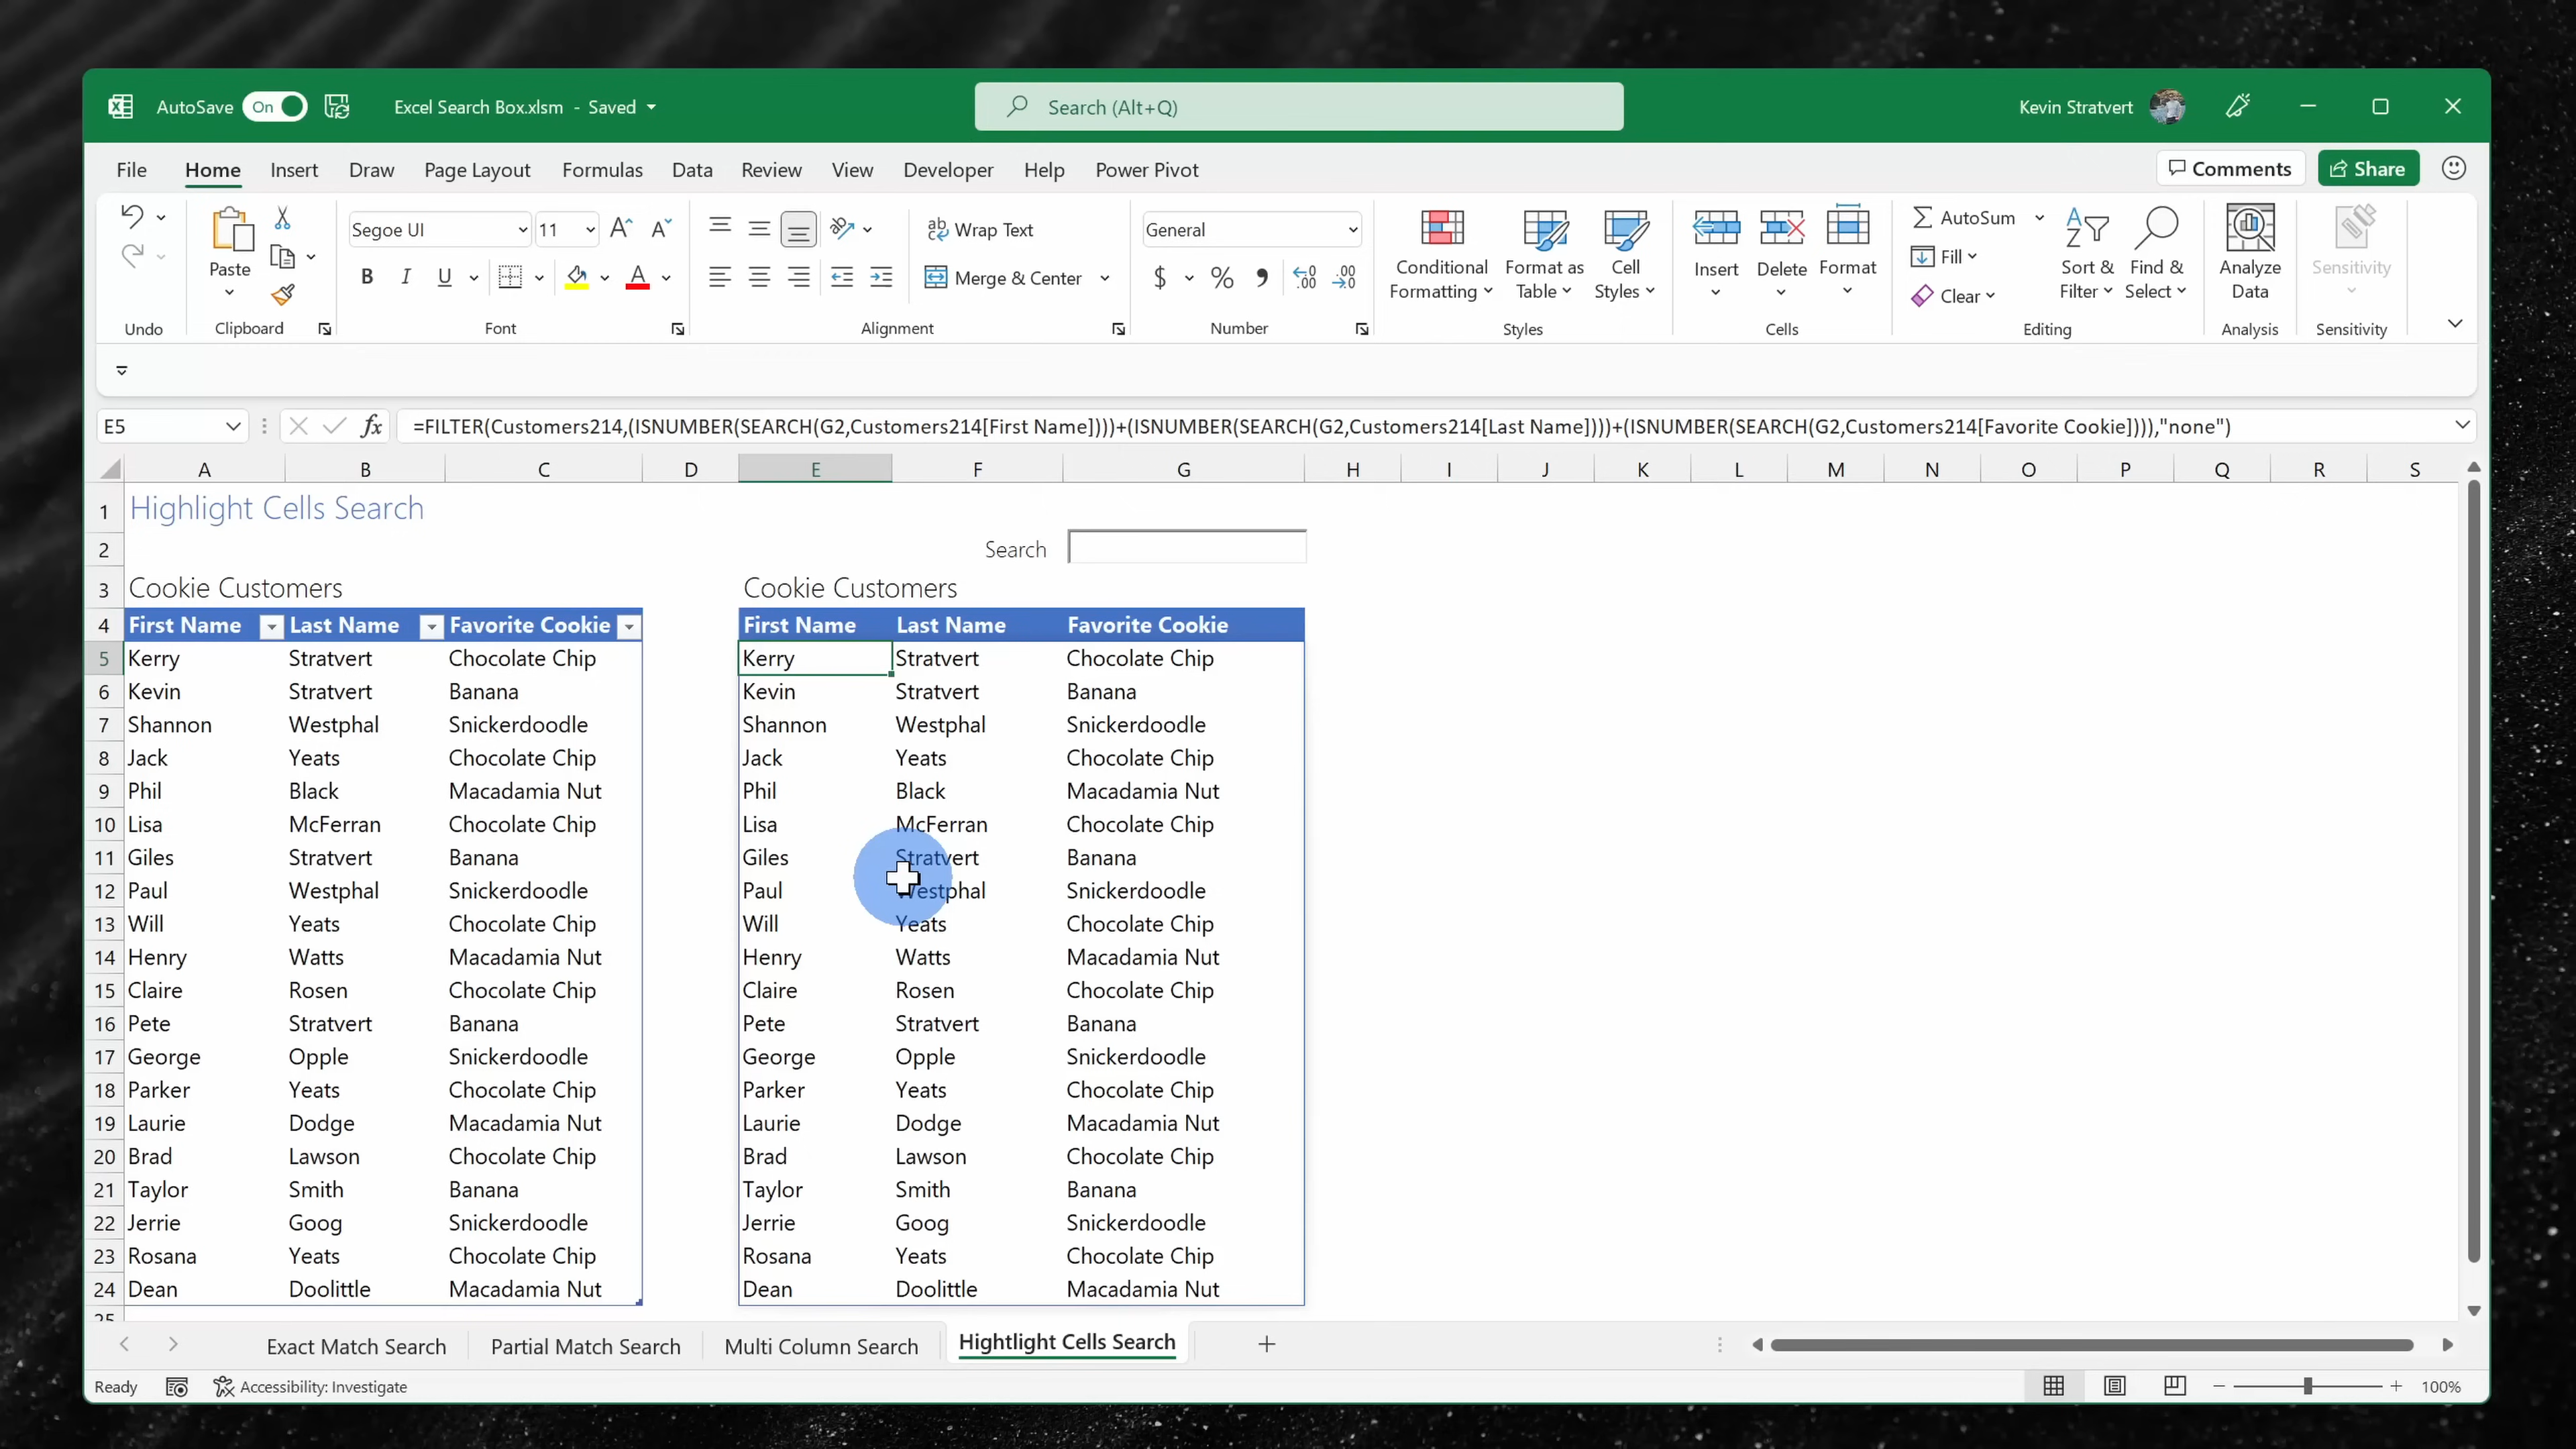 AutoSave On Excel Search Box.xlsm - Saved Search (Alt+Q) Kevin Stratvert
File Home Insert Draw Page Layout Formulas Data Review View Developer Help Power Pivot Comments Share
Segoe UI 11 Wrap Text General AutoSum
Paste Merge & Center Conditional Formatting Format as Table Cell Styles Insert Delete Format Fill Clear Sort & Filter Find & Select Analyze Data Sensitivity
Undo Clipboard Font Alignment Number Styles Cells Editing Analysis Sensitivity
E5 fx =FILTER(Customers214,(ISNUMBER(SEARCH(G2,Customers214[First Name])))+(ISNUMBER(SEARCH(G2,Customers214[Last Name])))+(ISNUMBER(SEARCH(G2,Customers214[Favorite Cookie]))),"none")
A B C D E F G H I J K L M N O P Q R S
1 Highlight Cells Search
2 Search
3 Cookie Customers Cookie Customers
4 First Name Last Name Favorite Cookie First Name Last Name Favorite Cookie
5 Kerry Stratvert Chocolate Chip Kerry Stratvert Chocolate Chip
6 Kevin Stratvert Banana Kevin Stratvert Banana
7 Shannon Westphal Snickerdoodle Shannon Westphal Snickerdoodle
8 Jack Yeats Chocolate Chip Jack Yeats Chocolate Chip
9 Phil Black Macadamia Nut Phil Black Macadamia Nut
10 Lisa McFerran Chocolate Chip Lisa McFerran Chocolate Chip
11 Giles Stratvert Banana Giles Stratvert Banana
12 Paul Westphal Snickerdoodle Paul Westphal Snickerdoodle
13 Will Yeats Chocolate Chip Will Yeats Chocolate Chip
14 Henry Watts Macadamia Nut Henry Watts Macadamia Nut
15 Claire Rosen Chocolate Chip Claire Rosen Chocolate Chip
16 Pete Stratvert Banana Pete Stratvert Banana
17 George Opple Snickerdoodle George Opple Snickerdoodle
18 Parker Yeats Chocolate Chip Parker Yeats Chocolate Chip
19 Laurie Dodge Macadamia Nut Laurie Dodge Macadamia Nut
20 Brad Lawson Chocolate Chip Brad Lawson Chocolate Chip
21 Taylor Smith Banana Taylor Smith Banana
22 Jerrie Goog Snickerdoodle Jerrie Goog Snickerdoodle
23 Rosana Yeats Chocolate Chip Rosana Yeats Chocolate Chip
24 Dean Doolittle Macadamia Nut Dean Doolittle Macadamia Nut
25
Exact Match Search Partial Match Search Multi Column Search Hightlight Cells Search
Ready Accessibility: Investigate 100%